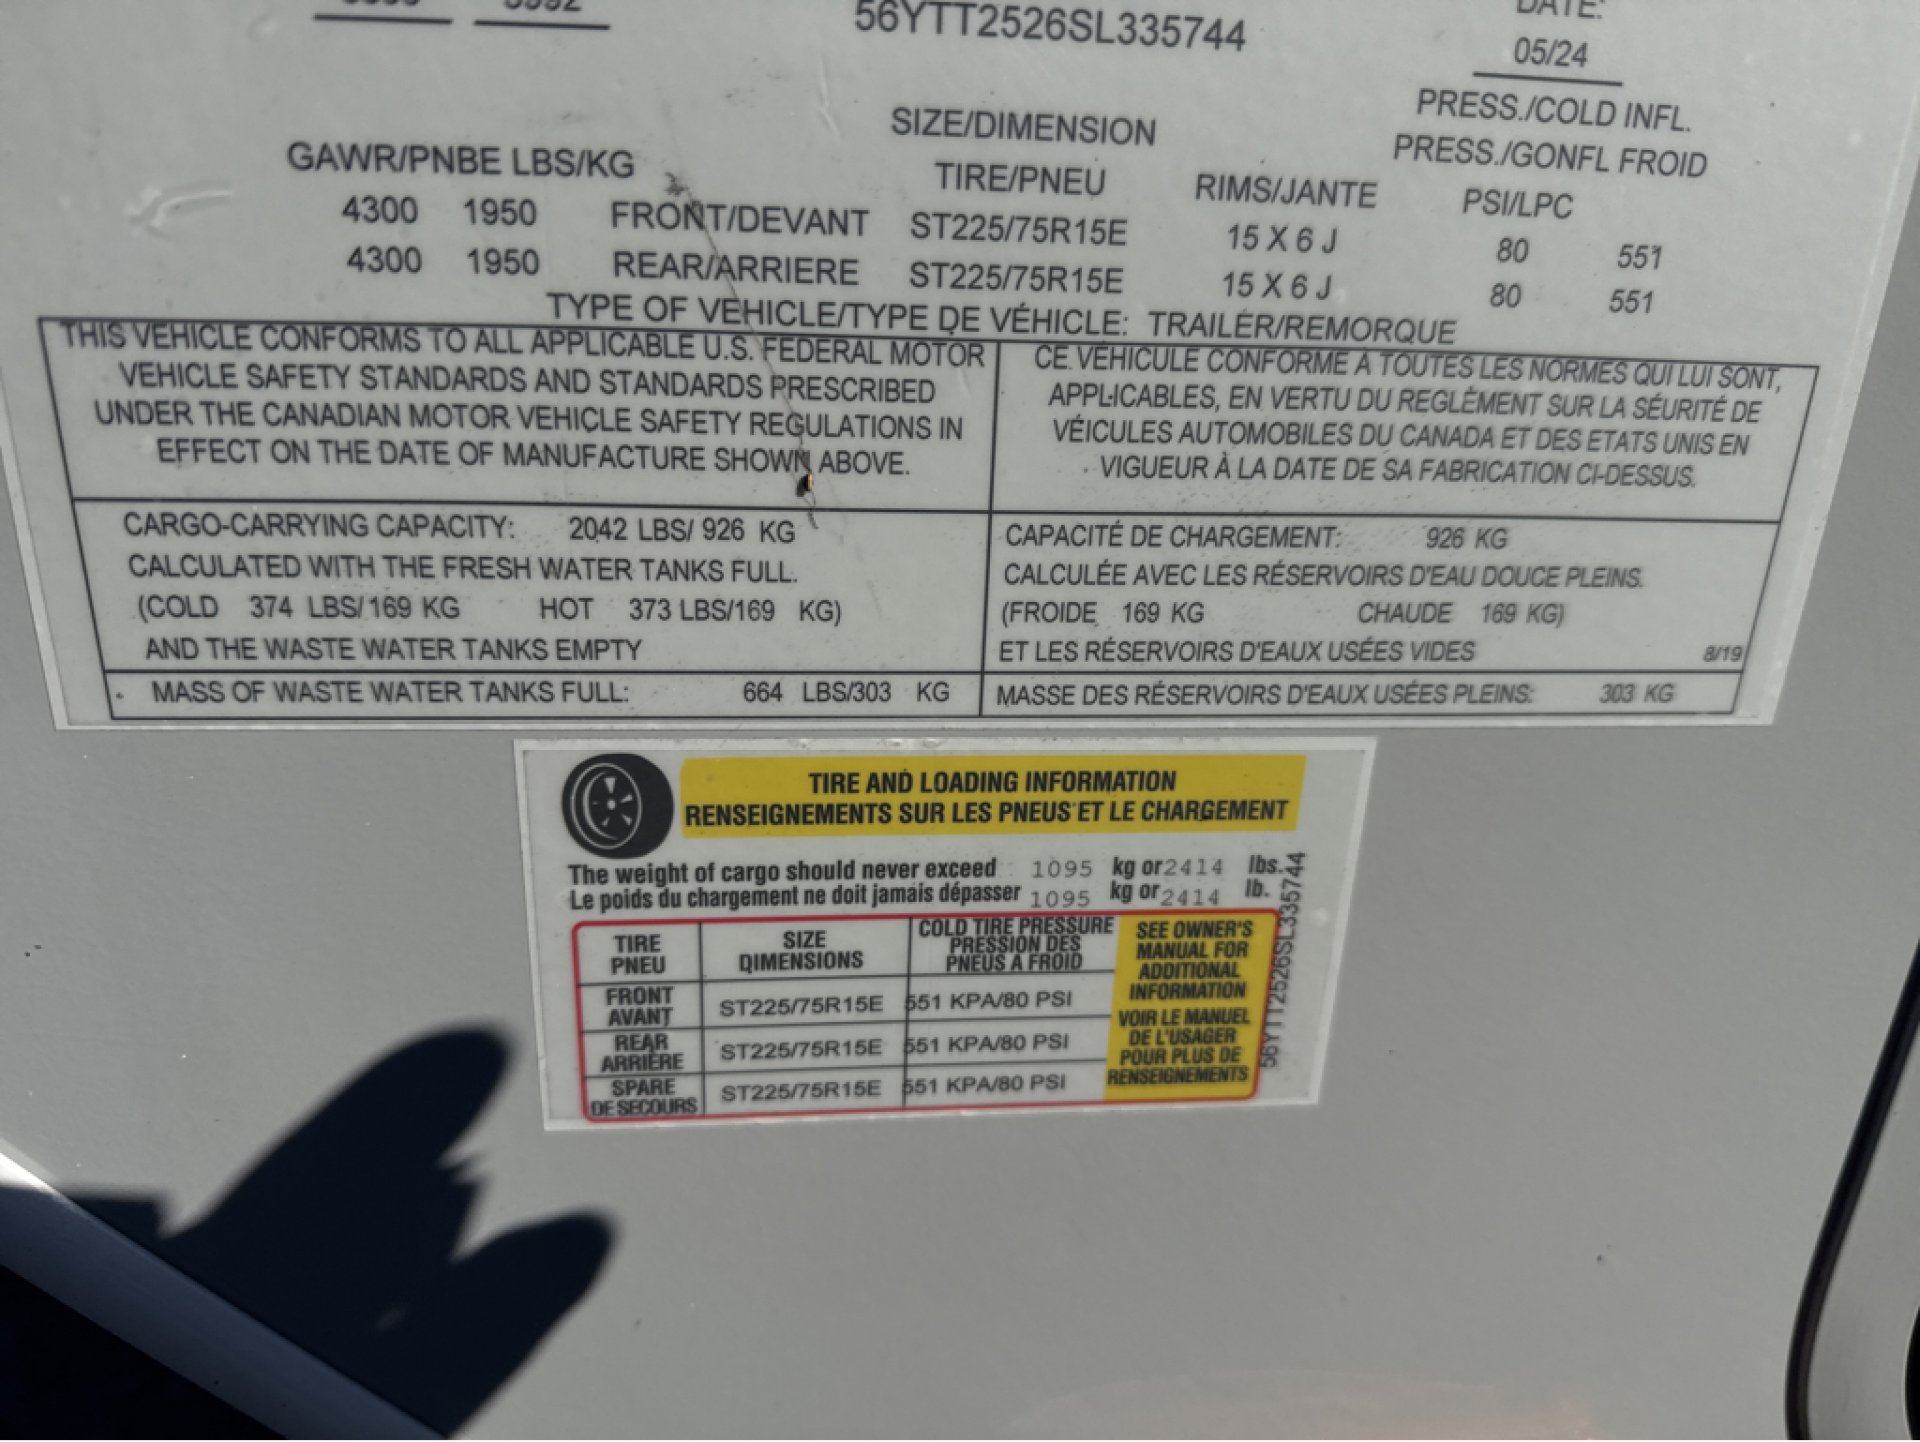 56YTT2526SL335744
DATE:
05/24
GAWR/PNBE LBS/KG
SIZE/DIMENSION
TIRE/PNEU
RIMS/JANTE
PRESS./COLD INFL.
PRESS./GONFL FROID
PSI/LPC
4300 1950 FRONT/DEVANT ST225/75R15E 15 X 6 J 80 551
4300 1950 REAR/ARRIERE ST225/75R15E 15 X 6 J 80 551
TYPE OF VEHICLE/TYPE DE VÉHICLE: TRAILER/REMORQUE
THIS VEHICLE CONFORMS TO ALL APPLICABLE U.S. FEDERAL MOTOR
VEHICLE SAFETY STANDARDS AND STANDARDS PRESCRIBED
UNDER THE CANADIAN MOTOR VEHICLE SAFETY REGULATIONS IN
EFFECT ON THE DATE OF MANUFACTURE SHOWN ABOVE.
CE VÉHICULE CONFORME À TOUTES LES NORMES QUI LUI SONT,
APPLICABLES, EN VERTU DU REGLÈMENT SUR LA SÉURITÉ DE
VÉICULES AUTOMOBILES DU CANADA ET DES ETATS UNIS EN
VIGUEUR À LA DATE DE SA FABRICATION CI-DESSUS.
CARGO-CARRYING CAPACITY: 2042 LBS/ 926 KG
CALCULATED WITH THE FRESH WATER TANKS FULL.
(COLD 374 LBS/169 KG HOT 373 LBS/169 KG)
AND THE WASTE WATER TANKS EMPTY
CAPACITÉ DE CHARGEMENT: 926 KG
CALCULÉE AVEC LES RÉSERVOIRS D'EAU DOUCE PLEINS.
(FROIDE 169 KG CHAUDE 169 KG)
ET LES RÉSERVOIRS D'EAUX USÉES VIDES 8/19
MASS OF WASTE WATER TANKS FULL: 664 LBS/303 KG
MASSE DES RÉSERVOIRS D'EAUX USÉES PLEINS: 303 KG
TIRE AND LOADING INFORMATION
RENSEIGNEMENTS SUR LES PNEUS ET LE CHARGEMENT
The weight of cargo should never exceed 1095 kg or 2414 lbs.
Le poids du chargement ne doit jamais dépasser 1095 kg or 2414 lb.
TIRE
PNEU
SIZE
DIMENSIONS
COLD TIRE PRESSURE
PRESSION DES
PNEUS A FROID
FRONT
AVANT
ST225/75R15E 551 KPA/80 PSI
REAR
ARRIÈRE
ST225/75R15E 551 KPA/80 PSI
SPARE
DE SECOURS
ST225/75R15E 551 KPA/80 PSI
SEE OWNER'S
MANUAL FOR
ADDITIONAL
INFORMATION
VOIR LE MANUEL
DE L'USAGER
POUR PLUS DE
RENSEIGNEMENTS
56YTT2526SL335744